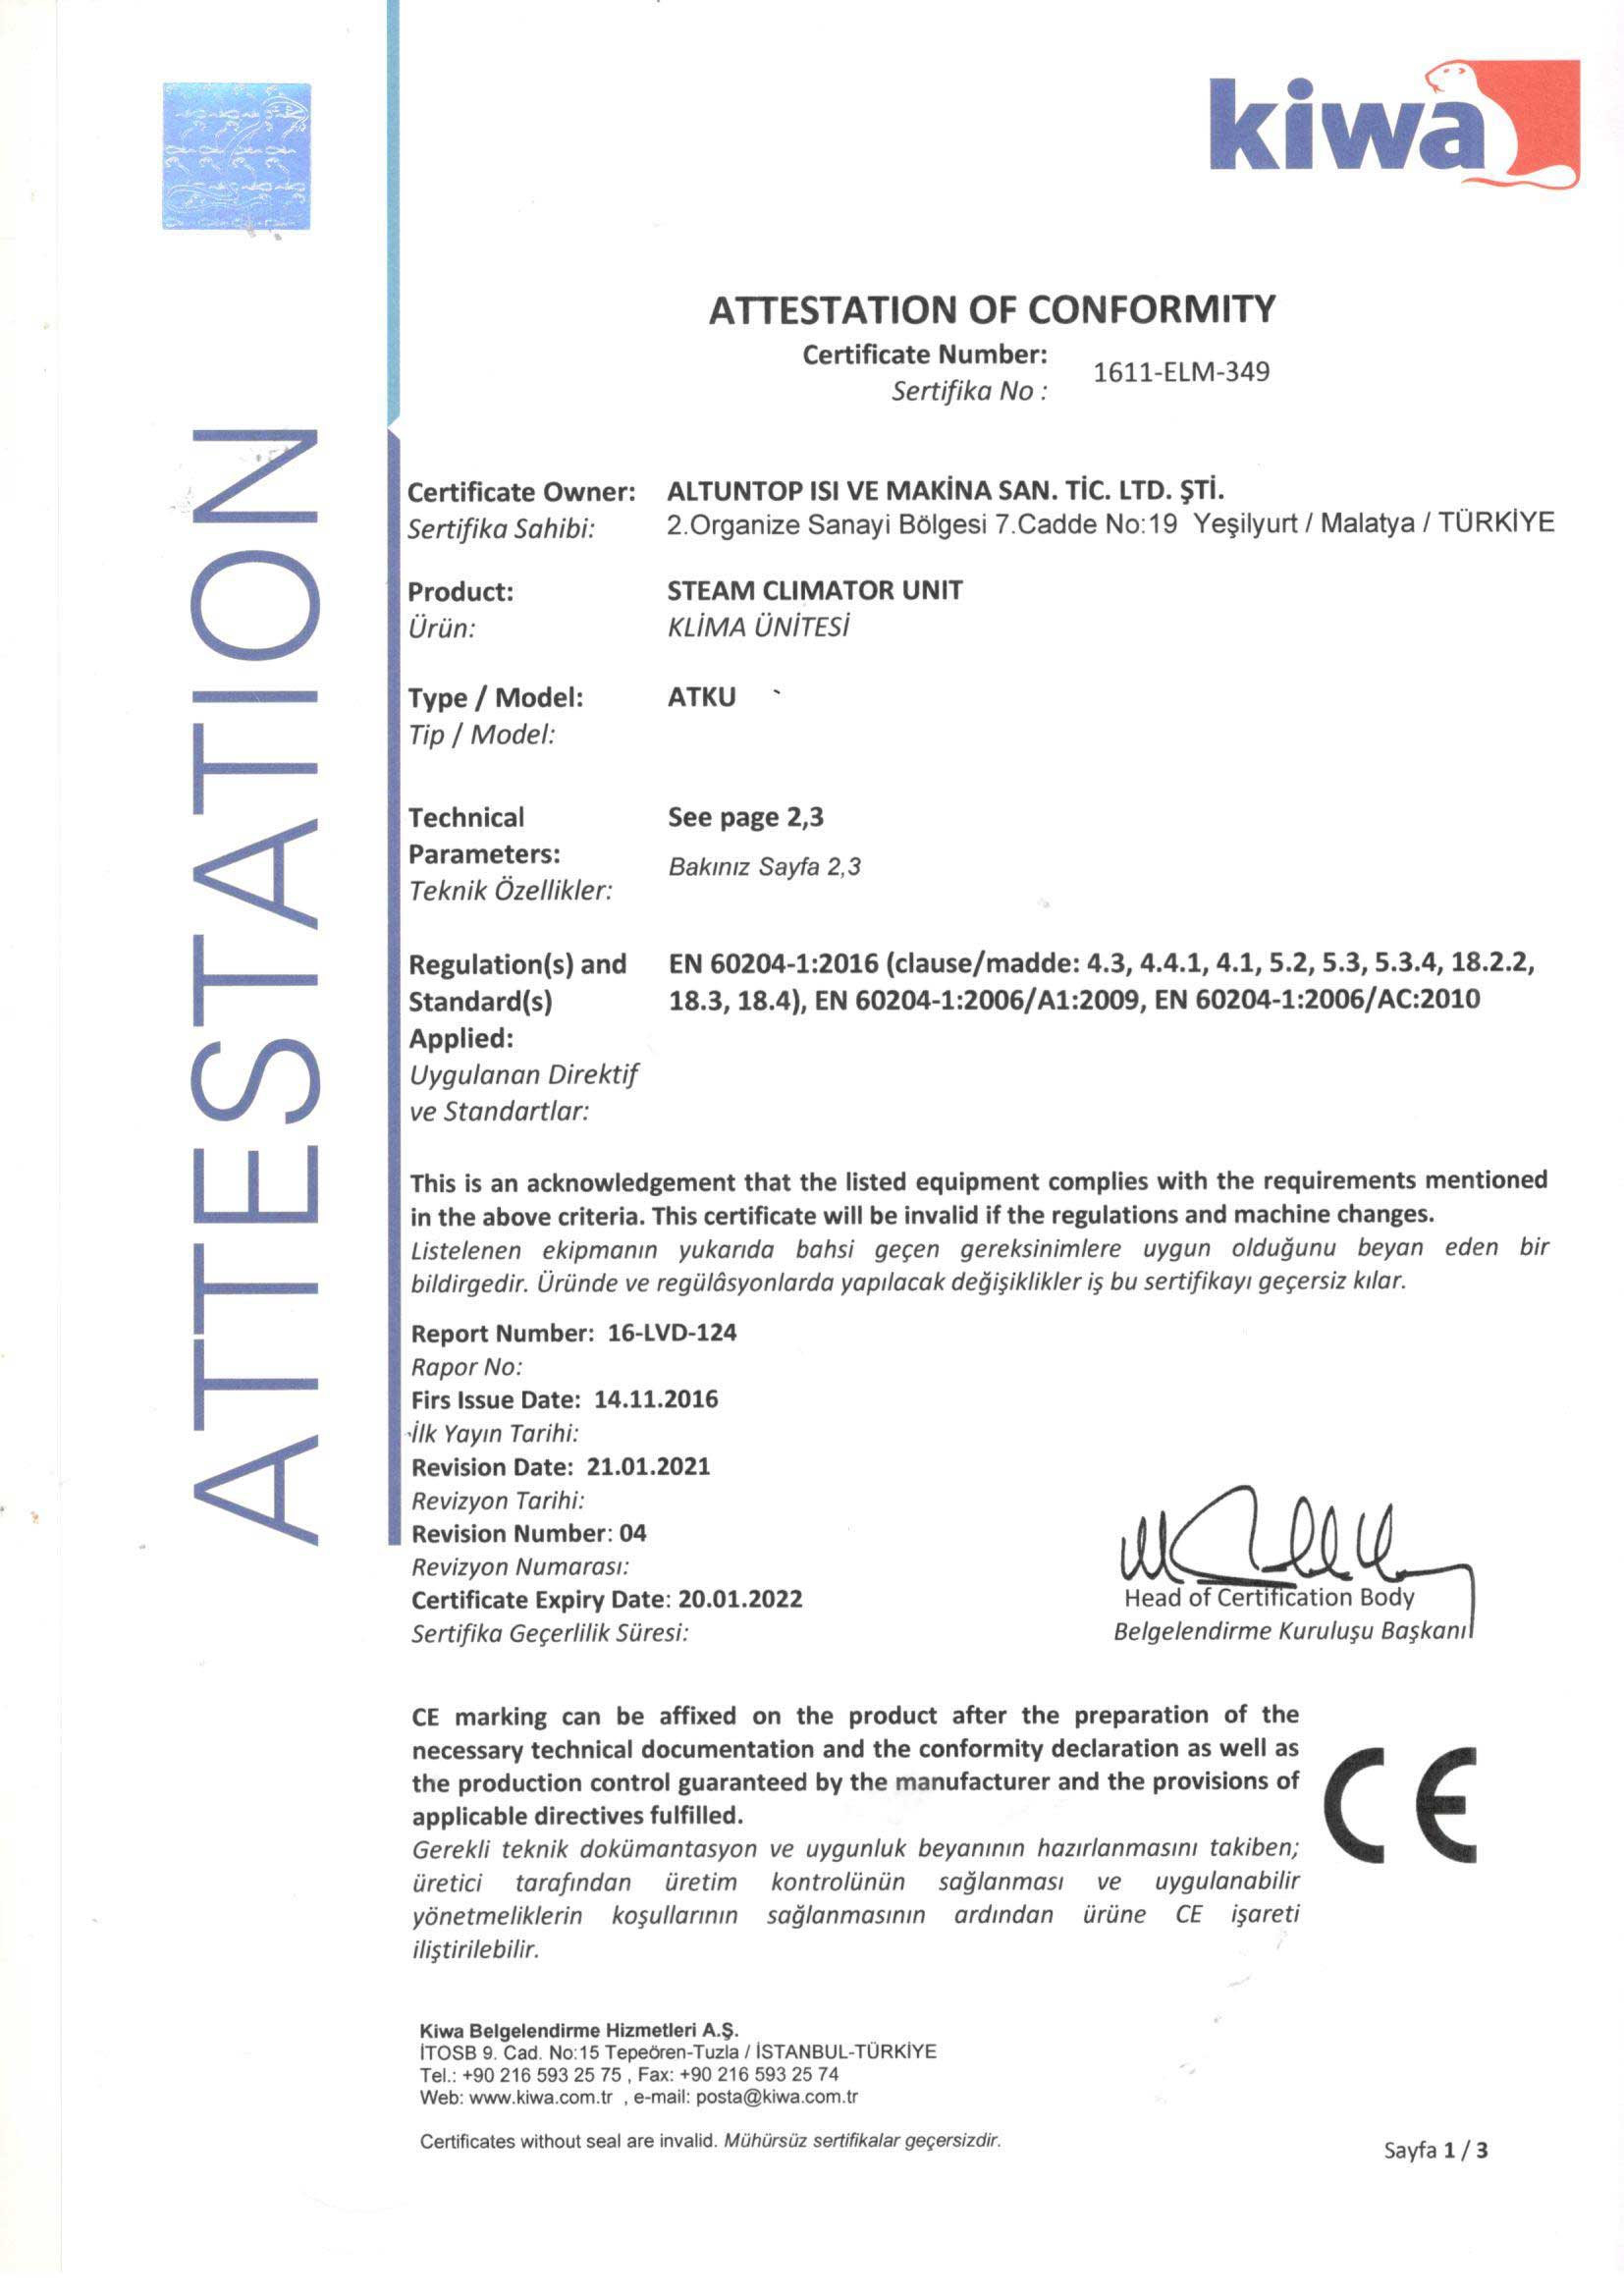 kiwa
ATTESTATION
ATTESTATION OF CONFORMITY
Certificate Number:
Sertifika No :
1611-ELM-349
Certificate Owner: ALTUNTOP ISI VE MAKİNA SAN. TİC. LTD. ŞTİ.
Sertifika Sahibi: 2.Organize Sanayi Bölgesi 7.Cadde No:19 Yeşilyurt / Malatya / TÜRKİYE
Product: STEAM CLIMATOR UNIT
Ürün: KLİMA ÜNİTESİ
Type / Model: ATKU
Tip / Model:
Technical See page 2,3
Parameters:
Bakınız Sayfa 2,3
Teknik Özellikler:
Regulation(s) and EN 60204-1:2016 (clause/madde: 4.3, 4.4.1, 4.1, 5.2, 5.3, 5.3.4, 18.2.2,
Standard(s) 18.3, 18.4), EN 60204-1:2006/A1:2009, EN 60204-1:2006/AC:2010
Applied:
Uygulanan Direktif
ve Standartlar:
This is an acknowledgement that the listed equipment complies with the requirements mentioned
in the above criteria. This certificate will be invalid if the regulations and machine changes.
Listelenen ekipmanın yukarıda bahsi geçen gereksinimlere uygun olduğunu beyan eden bir
bildirgedir. Üründe ve regülâsyonlarda yapılacak değişiklikler iş bu sertifikayı geçersiz kılar.
Report Number: 16-LVD-124
Rapor No:
Firs Issue Date: 14.11.2016
İlk Yayın Tarihi:
Revision Date: 21.01.2021
Revizyon Tarihi:
Revision Number: 04
Revizyon Numarası:
Certificate Expiry Date: 20.01.2022
Sertifika Geçerlilik Süresi:
Head of Certification Body
Belgelendirme Kuruluşu Başkanı
CE marking can be affixed on the product after the preparation of the
necessary technical documentation and the conformity declaration as well as
the production control guaranteed by the manufacturer and the provisions of
applicable directives fulfilled.
Gerekli teknik dokümantasyon ve uygunluk beyanının hazırlanmasını takiben;
üretici tarafından üretim kontrolünün sağlanması ve uygulanabilir
yönetmeliklerin koşullarının sağlanmasının ardından ürüne CE işareti
iliştirilebilir.
CE
Kiwa Belgelendirme Hizmetleri A.Ş.
İTOSB 9. Cad. No:15 Tepeören-Tuzla / İSTANBUL-TÜRKİYE
Tel.: +90 216 593 25 75 , Fax: +90 216 593 25 74
Web: www.kiwa.com.tr , e-mail: posta@kiwa.com.tr
Certificates without seal are invalid. Mühürsüz sertifikalar geçersizdir.
Sayfa 1 / 3